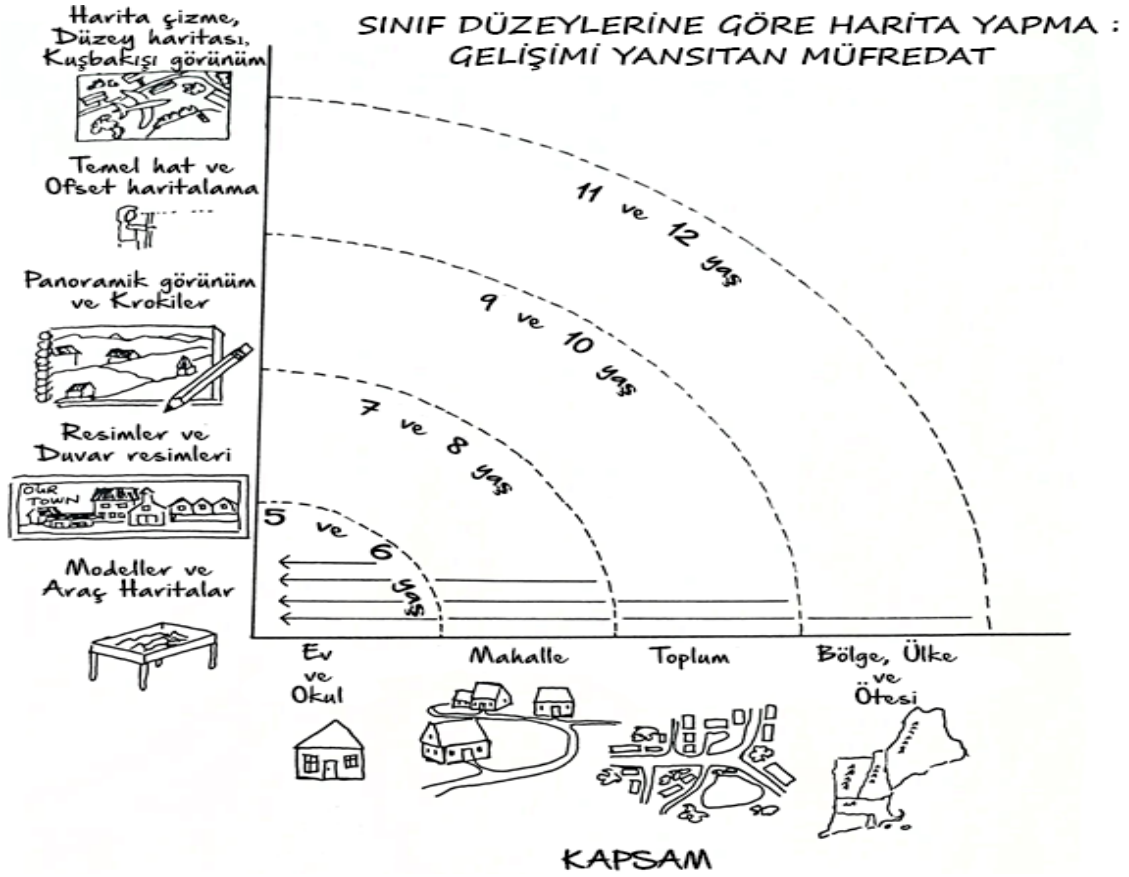 SINIF DÜZEYLERİNE GÖRE HARİTA YAPMA :
GELİŞİMİ YANSITAN MÜFREDAT
Harita çizme,
Düzey haritası,
Kuşbakışı görünüm
Temel hat ve
Ofset haritalama
Panoramik görünüm
ve Krokiler
Resimler ve
Duvar resimleri
OUR
TOWN
Modeller ve
Araç Haritalar
11 ve 12 yaş
9 ve 10 yaş
7 ve 8 yaş
5 ve 6 yaş
Ev
ve
Okul
Mahalle
Toplum
Bölge, Ülke
ve
Ötesi
KAPSAM